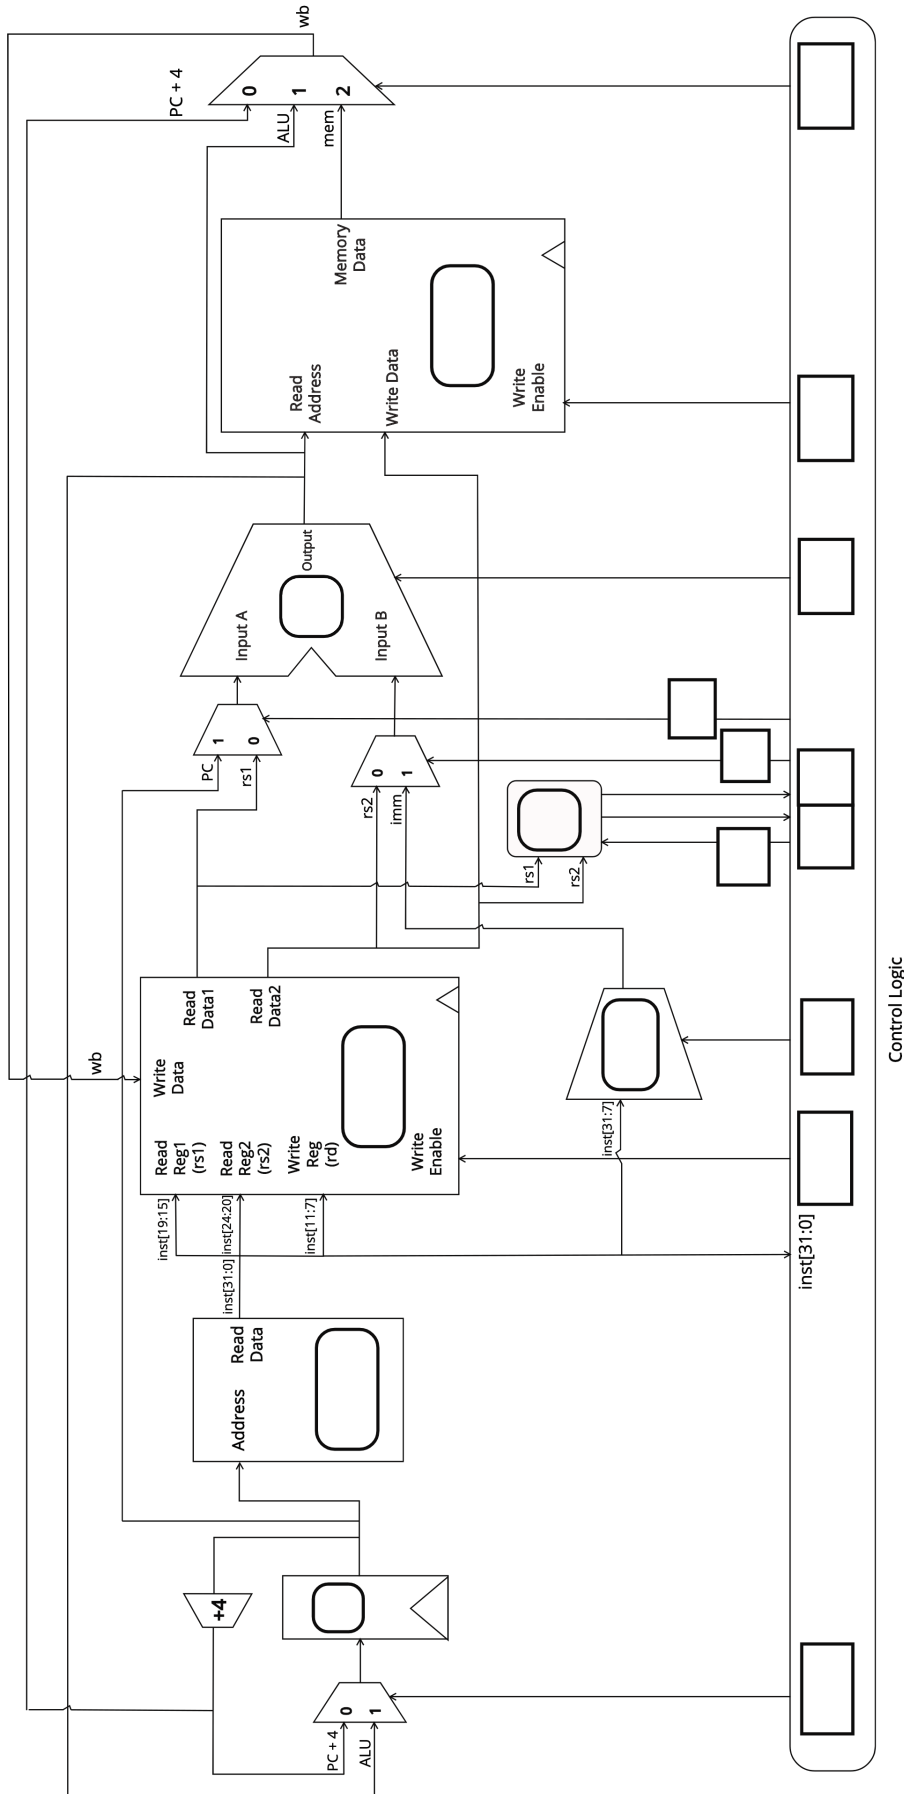 PC + 4
ALU
0
1
+4
Address
Read
Data
inst[31:0]
inst[19:15]
inst[24:20]
inst[11:7]
Read
Reg1
(rs1)
Read
Reg2
(rs2)
Write
Reg
(rd)
Write
Data
Write
Enable
Read
Data1
Read
Data2
wb
inst[31:7]
PC
rs1
1
0
rs2
imm
0
1
rs1
rs2
Input A
Input B
Output
Read
Address
Write Data
Write
Enable
Memory
Data
PC + 4
ALU
mem
0
1
2
wb
inst[31:0]
Control Logic